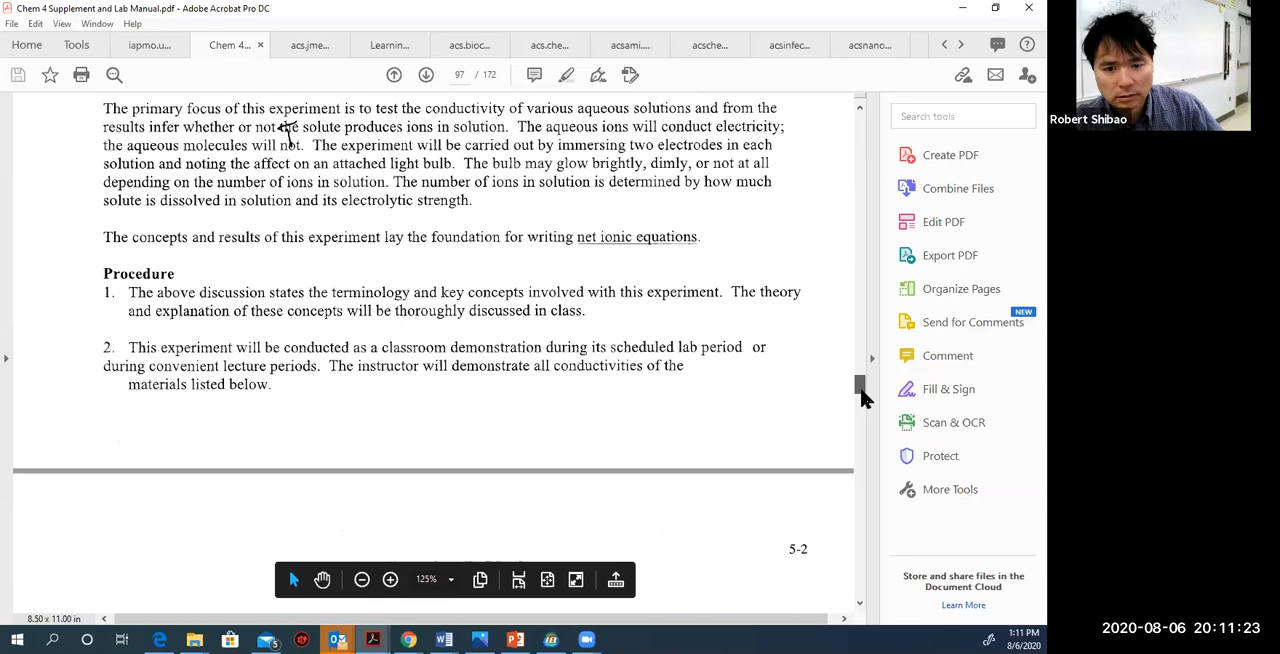 Chem 4 Supplement and Lab Manual.pdf - Adobe Acrobat Pro DC
File Edit View Window Help
Home Tools iapmo.u... Chem 4... × acs.jme... Learnin... acs.bioc... acs.che... acsami.... acsche... acsinfec... acsnano...
97 / 172
The primary focus of this experiment is to test the conductivity of various aqueous solutions and from the
results infer whether or not the solute produces ions in solution. The aqueous ions will conduct electricity;
the aqueous molecules will not. The experiment will be carried out by immersing two electrodes in each
solution and noting the affect on an attached light bulb. The bulb may glow brightly, dimly, or not at all
depending on the number of ions in solution. The number of ions in solution is determined by how much
solute is dissolved in solution and its electrolytic strength.
The concepts and results of this experiment lay the foundation for writing net ionic equations.
Procedure
1. The above discussion states the terminology and key concepts involved with this experiment. The theory
and explanation of these concepts will be thoroughly discussed in class.
2. This experiment will be conducted as a classroom demonstration during its scheduled lab period or
during convenient lecture periods. The instructor will demonstrate all conductivities of the
materials listed below.
5-2
125%
8.50 x 11.00 in
Search tools
Create PDF
Combine Files
Edit PDF
Export PDF
Organize Pages
NEW
Send for Comments
Comment
Fill & Sign
Scan & OCR
Protect
More Tools
Store and share files in the
Document Cloud
Learn More
Robert Shibao
5
1:11 PM
8/6/2020
2020-08-06 20:11:23